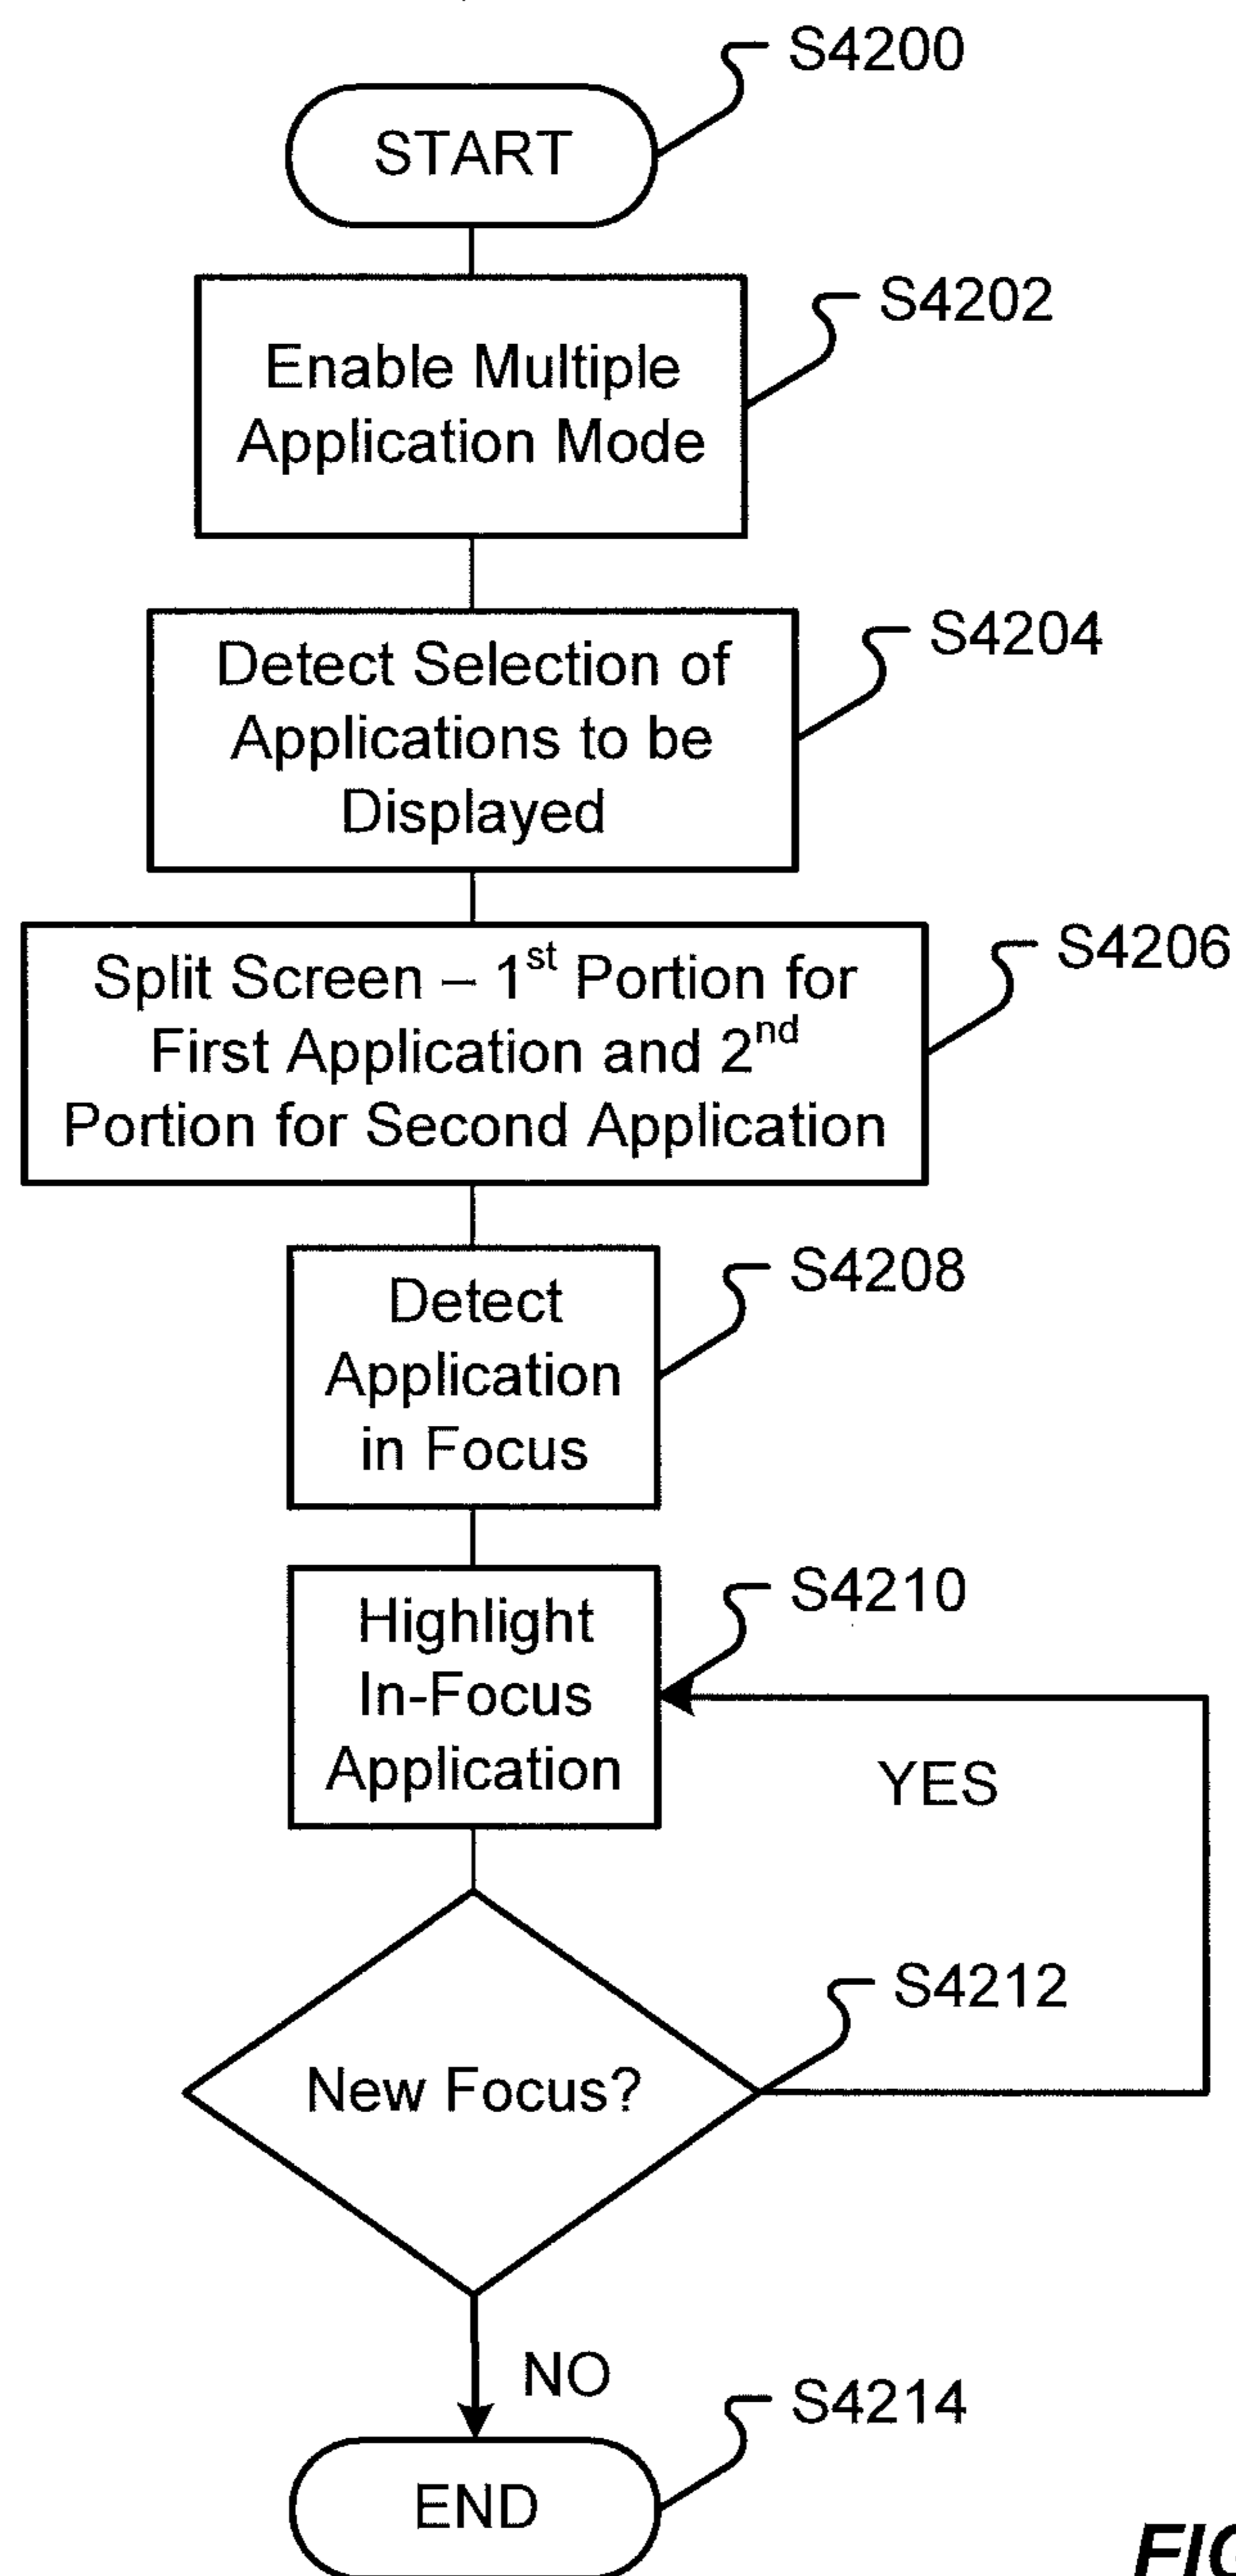 S4200
START
S4202
Enable Multiple
Application Mode
S4204
Detect Selection of
Applications to be
Displayed
S4206
Split Screen – 1st Portion for
First Application and 2nd
Portion for Second Application
S4208
Detect
Application
in Focus
S4210
Highlight
In-Focus
Application
YES
S4212
New Focus?
NO
S4214
END